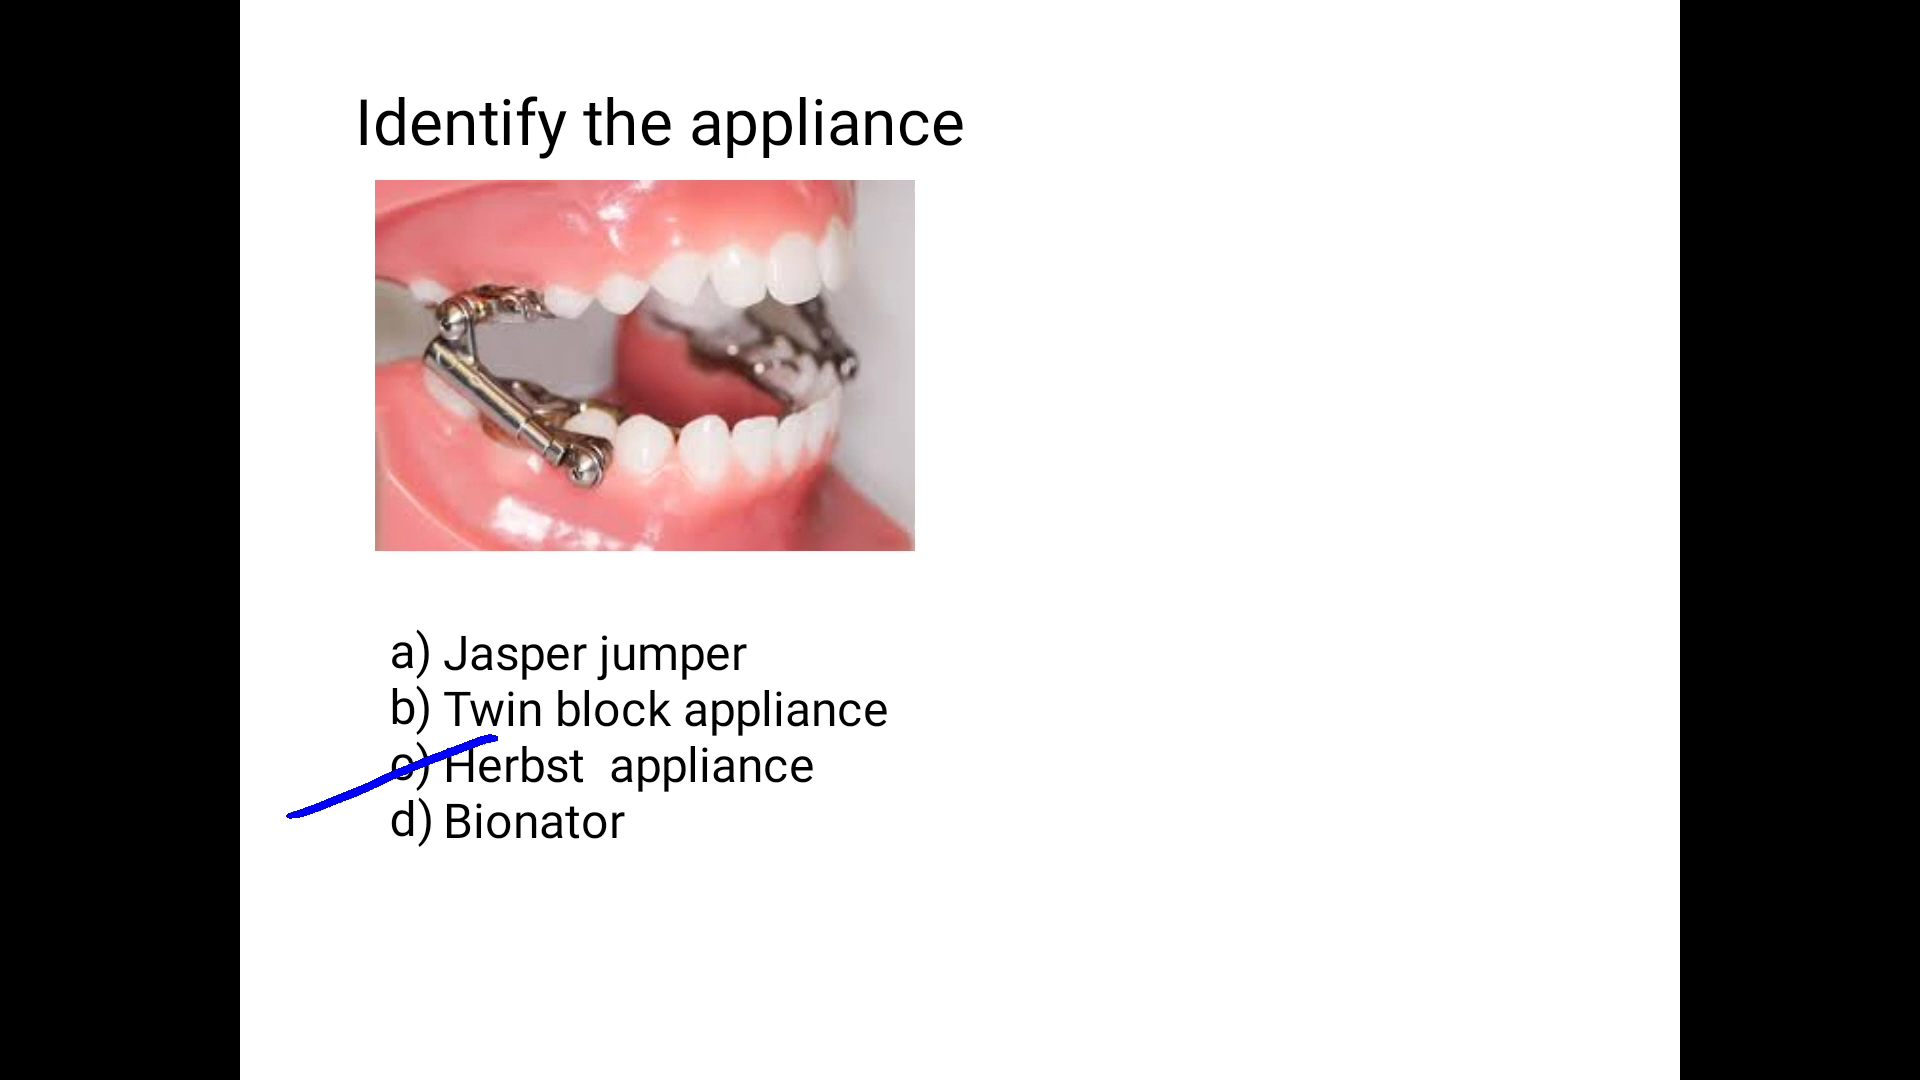 Identify the appliance
a) Jasper jumper
b) Twin block appliance
c) Herbst appliance
d) Bionator